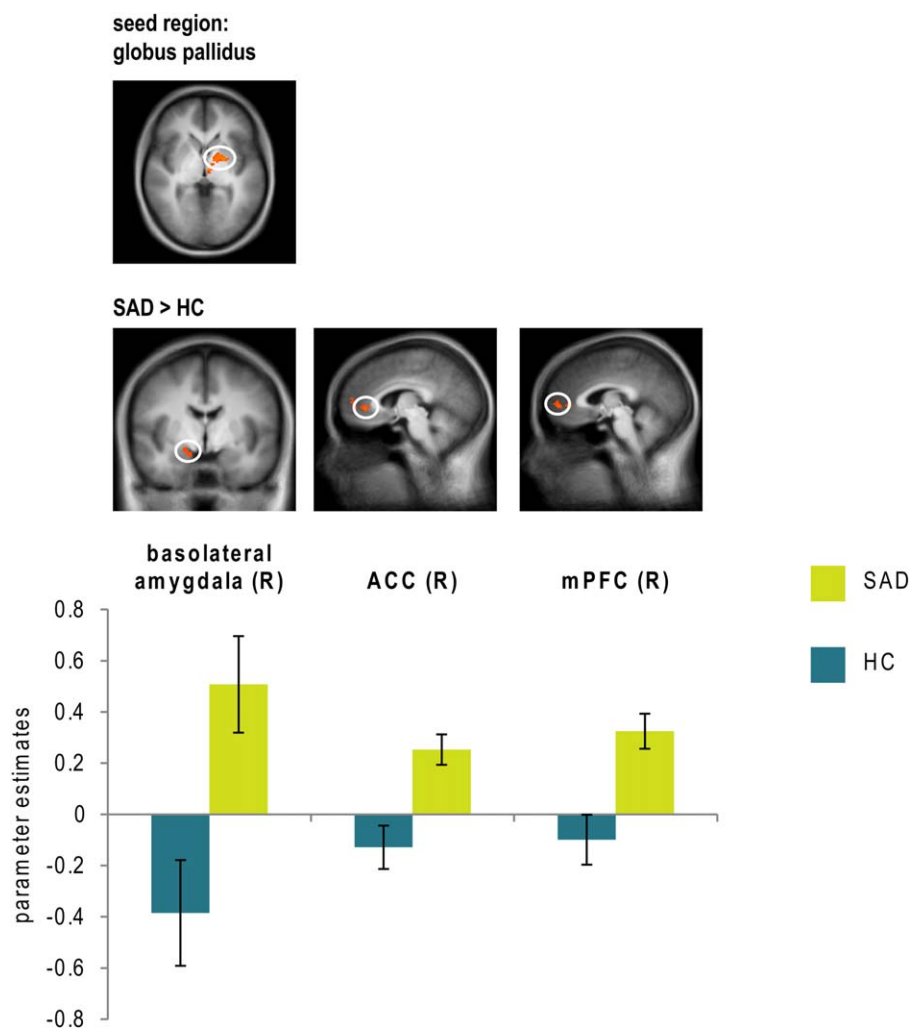 seed region:
globus pallidus
SAD > HC
basolateral
amygdala (R)
ACC (R)
mPFC (R)
SAD
HC
parameter estimates
0.8
0.6
0.4
0.2
0
-0.2
-0.4
-0.6
-0.8